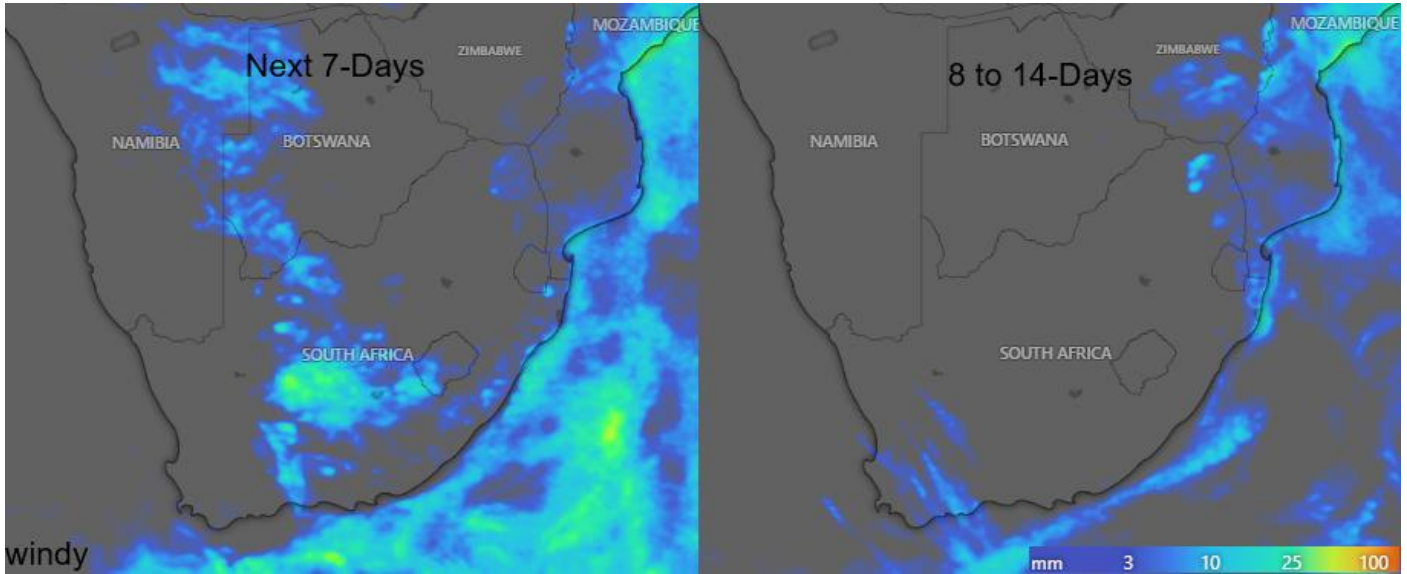 MOZAMBIQUE
ZIMBABWE
Next 7-Days
NAMIBIA
BOTSWANA
SOUTH AFRICA
windy
MOZAMBIQUE
ZIMBABWE
8 to 14-Days
NAMIBIA
BOTSWANA
SOUTH AFRICA
mm 3 10 25 100